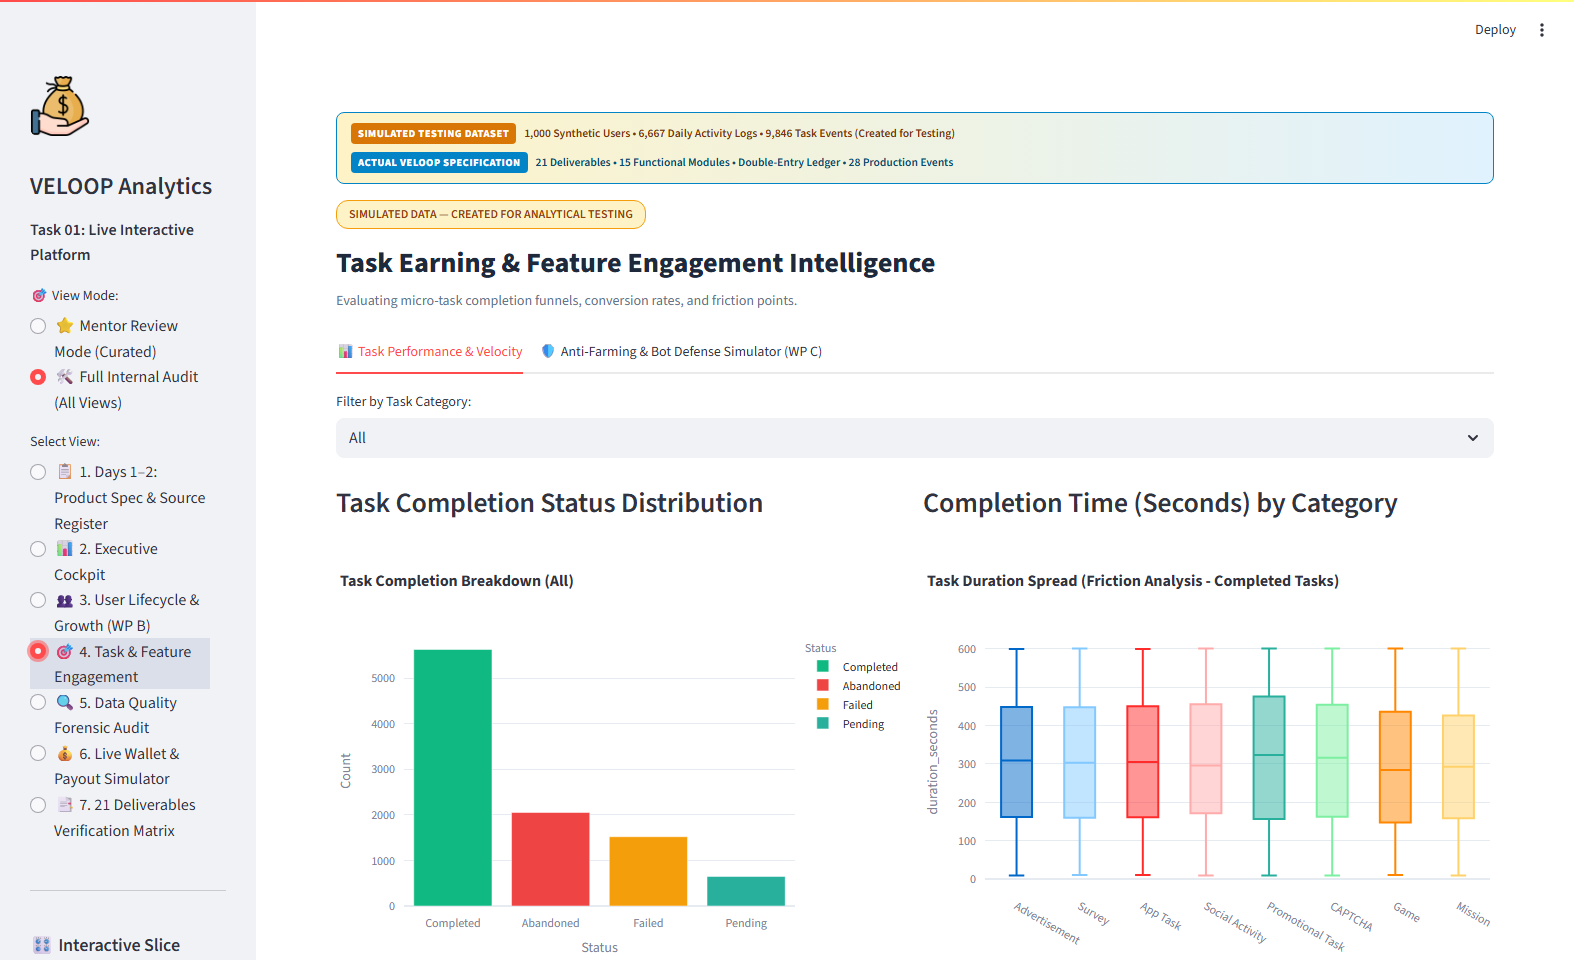 Deploy
VELOOP Analytics
Task 01: Live Interactive
Platform
View Mode:
Mentor Review
Mode (Curated)
Full Internal Audit
(All Views)
Select View:
1. Days 1–2:
Product Spec & Source
Register
2. Executive
Cockpit
3. User Lifecycle &
Growth (WP B)
4. Task & Feature
Engagement
5. Data Quality
Forensic Audit
6. Live Wallet &
Payout Simulator
7. 21 Deliverables
Verification Matrix
Interactive Slice
SIMULATED TESTING DATASET 1,000 Synthetic Users • 6,667 Daily Activity Logs • 9,846 Task Events (Created for Testing)
ACTUAL VELOOP SPECIFICATION 21 Deliverables • 15 Functional Modules • Double-Entry Ledger • 28 Production Events
SIMULATED DATA — CREATED FOR ANALYTICAL TESTING
Task Earning & Feature Engagement Intelligence
Evaluating micro-task completion funnels, conversion rates, and friction points.
Task Performance & Velocity
Anti-Farming & Bot Defense Simulator (WP C)
Filter by Task Category:
All
Task Completion Status Distribution
Task Completion Breakdown (All)
Count
5000
4000
3000
2000
1000
0
Completed
Abandoned
Failed
Pending
Status
Status
Completed
Abandoned
Failed
Pending
Completion Time (Seconds) by Category
Task Duration Spread (Friction Analysis - Completed Tasks)
duration_seconds
600
500
400
300
200
100
0
Advertisement
Survey
App Task
Social Activity
Promotional Task
CAPTCHA
Game
Mission